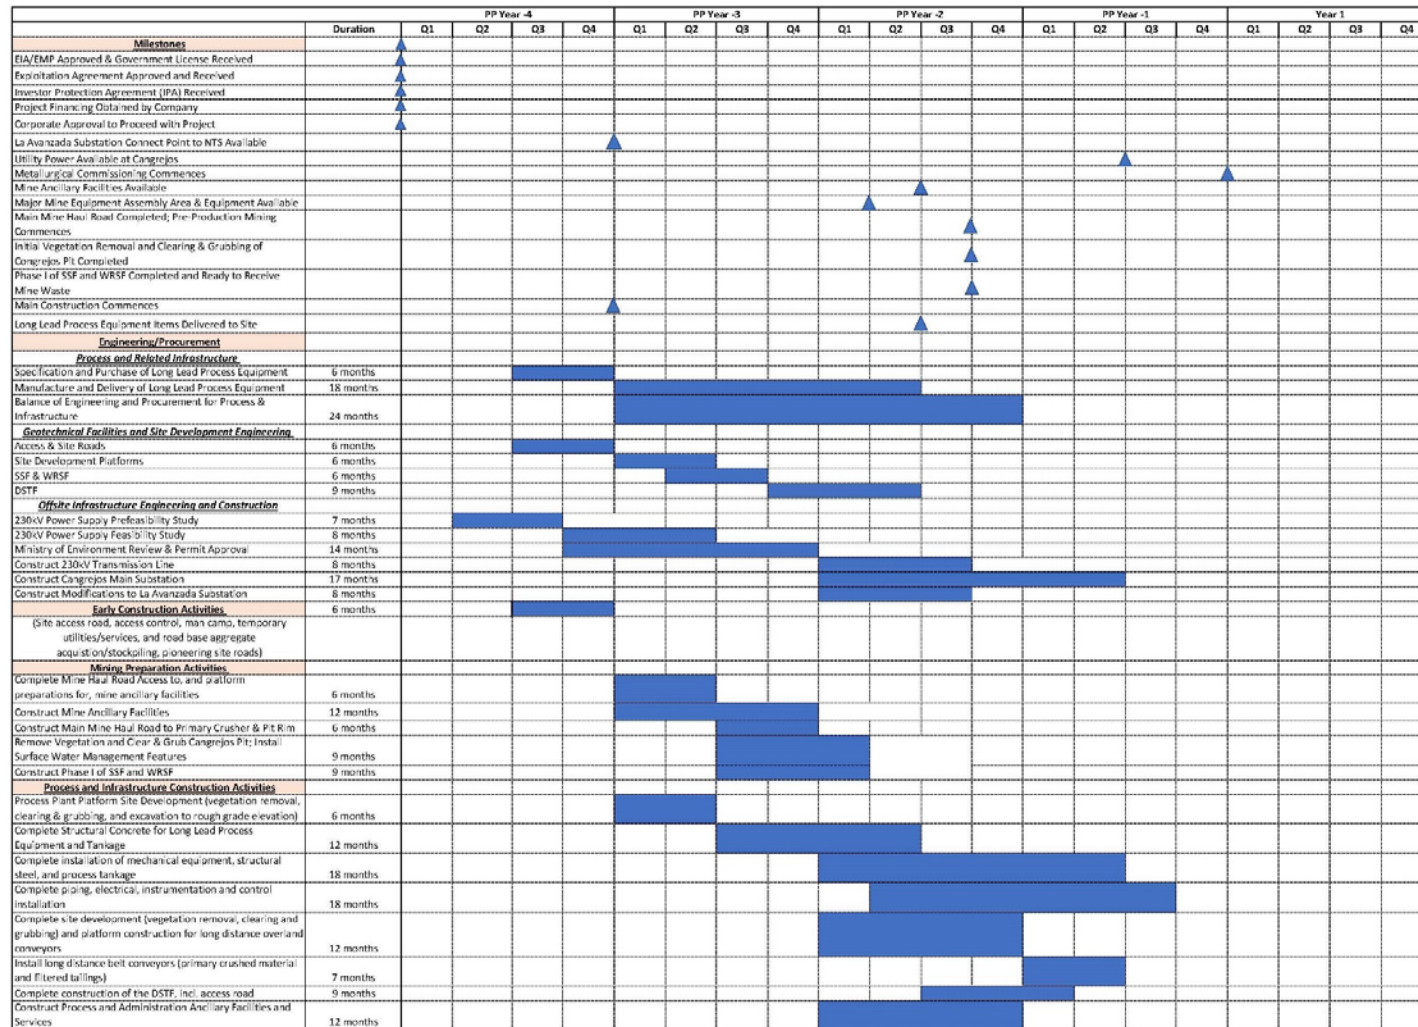 PP Year -4 PP Year -3 PP Year -2 PP Year -1 Year 1
Duration Q1 Q2 Q3 Q4 Q1 Q2 Q3 Q4 Q1 Q2 Q3 Q4 Q1 Q2 Q3 Q4 Q1 Q2 Q3 Q4
Milestones
EIA/EMP Approved & Government License Received
Exploitation Agreement Approved and Received
Investor Protection Agreement (IPA) Received
Project Financing Obtained by Company
Corporate Approval to Proceed with Project
La Avanzada Substation Connect Point to NTS Available
Utility Power Available at Cangrejos
Metallurgical Commissioning Commences
Mine Ancillary Facilities Available
Major Mine Equipment Assembly Area & Equipment Available
Main Mine Haul Road Completed; Pre-Production Mining
Commences
Initial Vegetation Removal and Clearing & Grubbing of
Congrejos Pit Completed
Phase I of SSF and WRSF Completed and Ready to Receive
Mine Waste
Main Construction Commences
Long Lead Process Equipment Items Delivered to Site
Engineering/Procurement
Process and Related Infrastructure
Specification and Purchase of Long Lead Process Equipment 6 months
Manufacture and Delivery of Long Lead Process Equipment 18 months
Balance of Engineering and Procurement for Process &
Infrastructure 24 months
Geotechnical Facilities and Site Development Engineering
Access & Site Roads 6 months
Site Development Platforms 6 months
SSF & WRSF 6 months
DSTF 9 months
Offsite Infrastructure Engineering and Construction
230kV Power Supply Prefeasibility Study 7 months
230kV Power Supply Feasibility Study 8 months
Ministry of Environment Review & Permit Approval 14 months
Construct 230kV Transmission Line 8 months
Construct Cangrejos Main Substation 17 months
Construct Modifications to La Avanzada Substation 8 months
Early Construction Activities 6 months
(Site access road, access control, man camp, temporary
utilities/services, and road base aggregate
acquistion/stockpiling, pioneering site roads)
Mining Preparation Activities
Complete Mine Haul Road Access to, and platform
preparations for, mine ancillary facilities 6 months
Construct Mine Ancillary Facilities 12 months
Construct Main Mine Haul Road to Primary Crusher & Pit Rim 6 months
Remove Vegetation and Clear & Grub Cangrejos Pit; Install
Surface Water Management Features 9 months
Construct Phase I of SSF and WRSF 9 months
Process and Infrastructure Construction Activities
Process Plant Platform Site Development (vegetation removal,
clearing & grubbing, and excavation to rough grade elevation) 6 months
Complete Structural Concrete for Long Lead Process
Equipment and Tankage 12 months
Complete installation of mechanical equipment, structural
steel, and process tankage 18 months
Complete piping, electrical, instrumentation and control
installation 18 months
Complete site development (vegetation removal, clearing and
grubbing) and platform construction for long distance overland
conveyors 12 months
Install long distance belt conveyors (primary crushed material
and filtered tailings) 7 months
Complete construction of the DSTF, incl. access road 9 months
Construct Process and Administration Ancillary Facilities and
Services 12 months